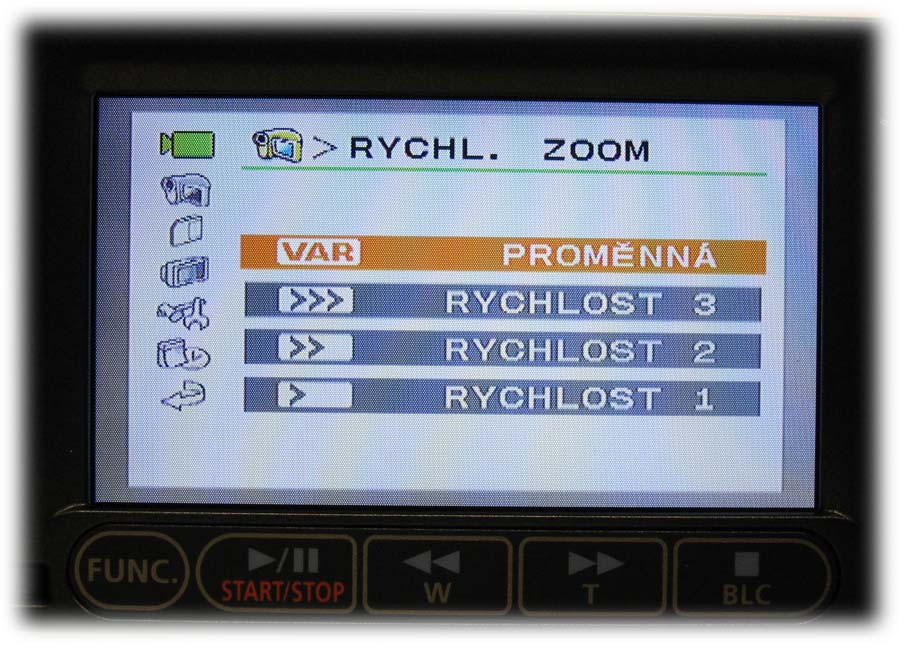 > RYCHL. ZOOM
VAR PROMĚNNÁ
>>> RYCHLOST 3
>> RYCHLOST 2
> RYCHLOST 1
FUNC.
START/STOP
W
T
BLC